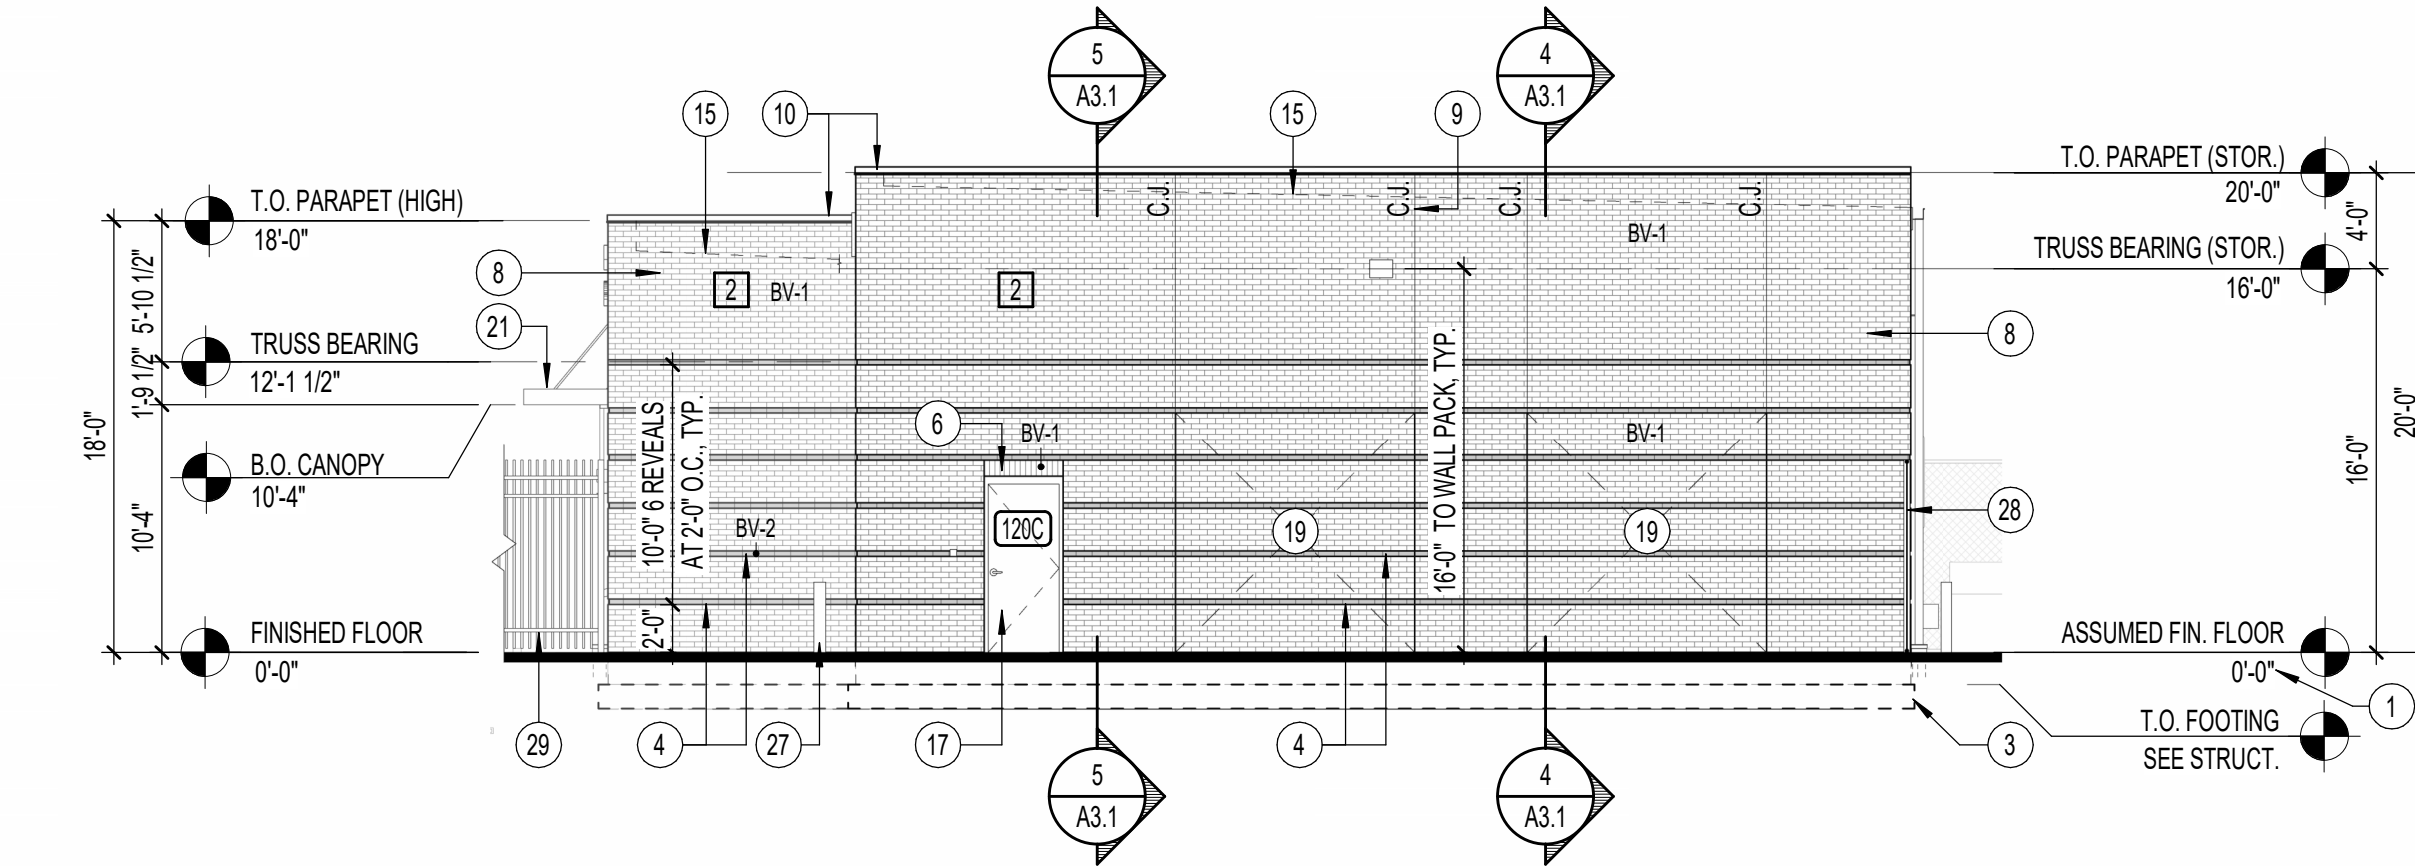 5
A3.1
4
A3.1
15
10
15
9
T.O. PARAPET (HIGH)
18'-0"
T.O. PARAPET (STOR.)
20'-0"
C.J.
C.J.
C.J.
C.J.
BV-1
4'-0"
TRUSS BEARING (STOR.)
16'-0"
8
2
BV-1
2
5'-10 1/2"
21
8
TRUSS BEARING
12'-1 1/2"
1'-9 1/2"
18'-0"
B.O. CANOPY
10'-4"
10'-4"
10'-0" 6 REVEALS
AT 2'-0" O.C., TYP.
6
BV-1
BV-1
16'-0" TO WALL PACK, TYP.
20'-0"
16'-0"
BV-2
120C
19
19
28
2'-0"
FINISHED FLOOR
0'-0"
ASSUMED FIN. FLOOR
0'-0"
1
29
4
27
17
4
3
T.O. FOOTING
SEE STRUCT.
5
A3.1
4
A3.1